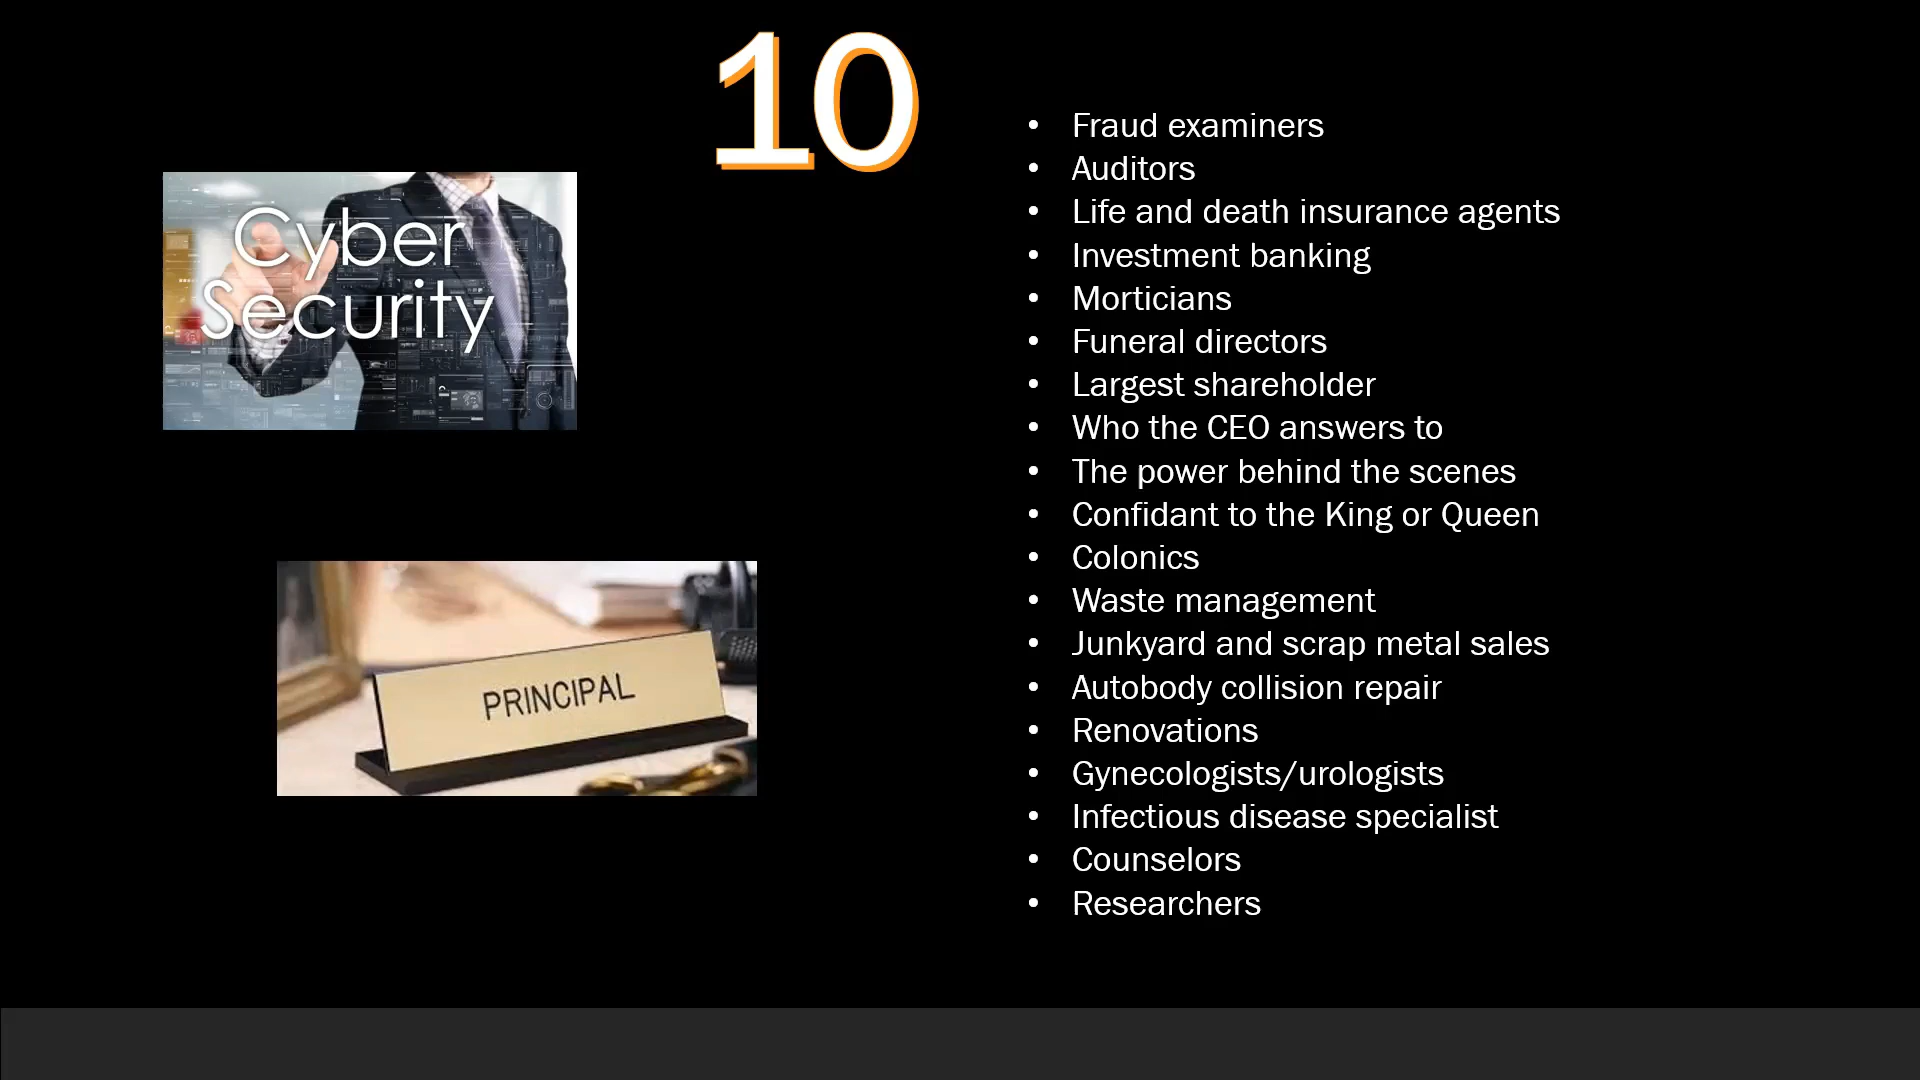 10
Cyber
Security
PRINCIPAL
• Fraud examiners
• Auditors
• Life and death insurance agents
• Investment banking
• Morticians
• Funeral directors
• Largest shareholder
• Who the CEO answers to
• The power behind the scenes
• Confidant to the King or Queen
• Colonics
• Waste management
• Junkyard and scrap metal sales
• Autobody collision repair
• Renovations
• Gynecologists/urologists
• Infectious disease specialist
• Counselors
• Researchers